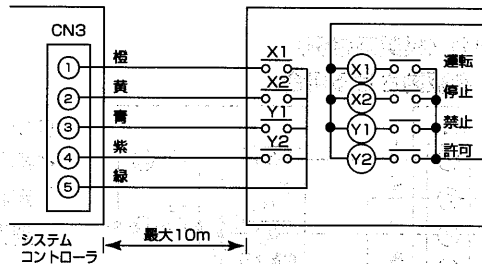 CN3
① 橙 X1
② 黄 X2
③ 青 Y1
④ 紫 Y2
⑤ 緑
X1 運転
X2 停止
Y1 禁止
Y2 許可
システム
コントローラ
最大10m